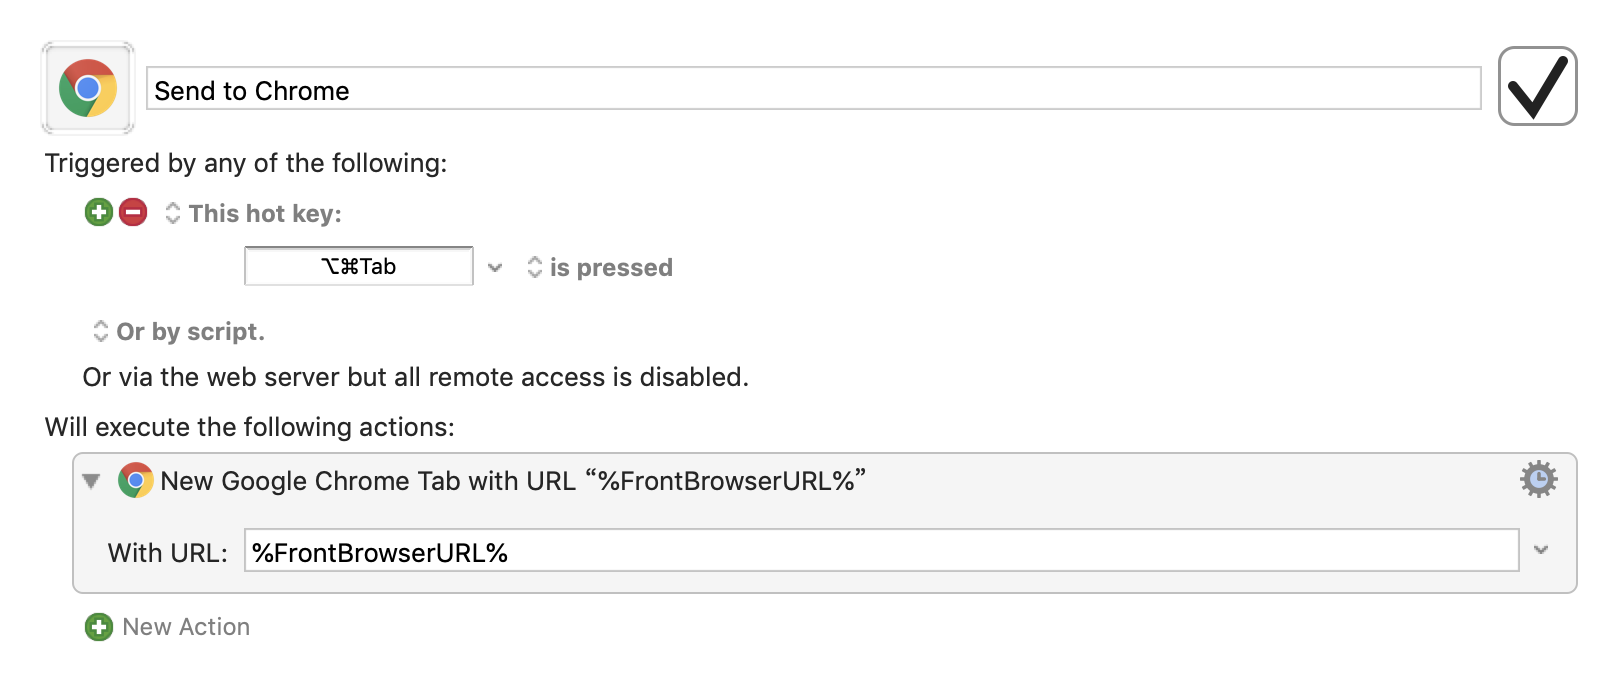 Send to Chrome
Triggered by any of the following:
This hot key:
⌥⌘Tab is pressed
Or by script.
Or via the web server but all remote access is disabled.
Will execute the following actions:
New Google Chrome Tab with URL “%FrontBrowserURL%”
With URL: %FrontBrowserURL%
New Action